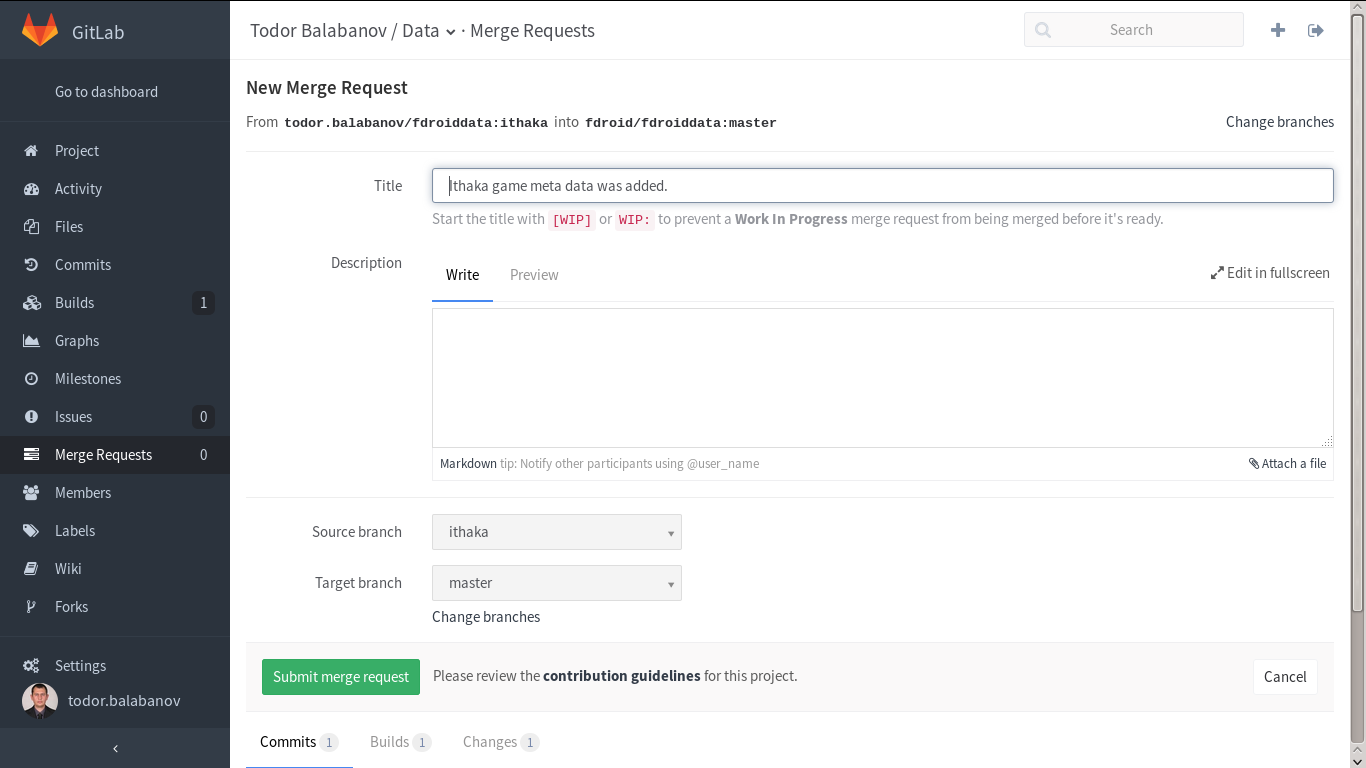 GitLab
Go to dashboard
Project
Activity
Files
Commits
Builds 1
Graphs
Milestones
Issues 0
Merge Requests 0
Members
Labels
Wiki
Forks
Settings
todor.balabanov
Todor Balabanov / Data · Merge Requests
Search
New Merge Request
From todor.balabanov/fdroiddata:ithaka into fdroid/fdroiddata:master
Change branches
Title
Ithaka game meta data was added.
Start the title with [WIP] or WIP: to prevent a Work In Progress merge request from being merged before it's ready.
Description
Write Preview
Edit in fullscreen
Markdown tip: Notify other participants using @user_name
Attach a file
Source branch
ithaka
Target branch
master
Change branches
Submit merge request
Please review the contribution guidelines for this project.
Cancel
Commits 1 Builds 1 Changes 1